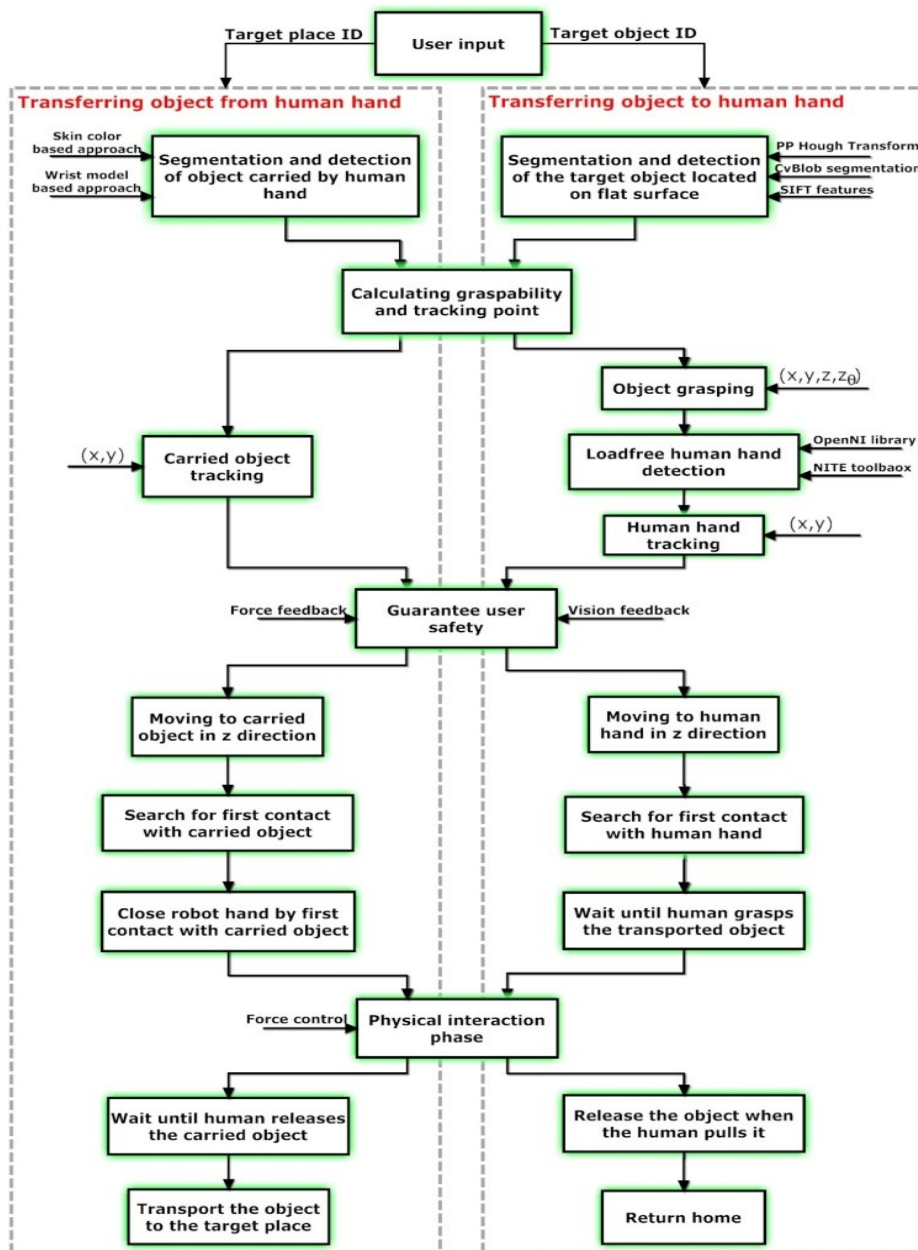 Target place ID
User input
Target object ID
Transferring object from human hand
Transferring object to human hand
Skin color
based approach
Wrist model
based approach
Segmentation and detection
of object carried by human
hand
Segmentation and detection
of the target object located
on flat surface
PP Hough Transform
CvBlob segmentation
SIFT features
Calculating graspability
and tracking point
Object grasping
(x,y,z,zθ)
(x,y)
Carried object
tracking
Loadfree human hand
detection
OpenNI library
NITE toolbaox
Human hand
tracking
(x,y)
Force feedback
Guarantee user
safety
Vision feedback
Moving to carried
object in z direction
Moving to human
hand in z direction
Search for first contact
with carried object
Search for first contact
with human hand
Close robot hand by first
contact with carried object
Wait until human grasps
the transported object
Force control
Physical interaction
phase
Wait until human releases
the carried object
Release the object when
the human pulls it
Transport the object
to the target place
Return home